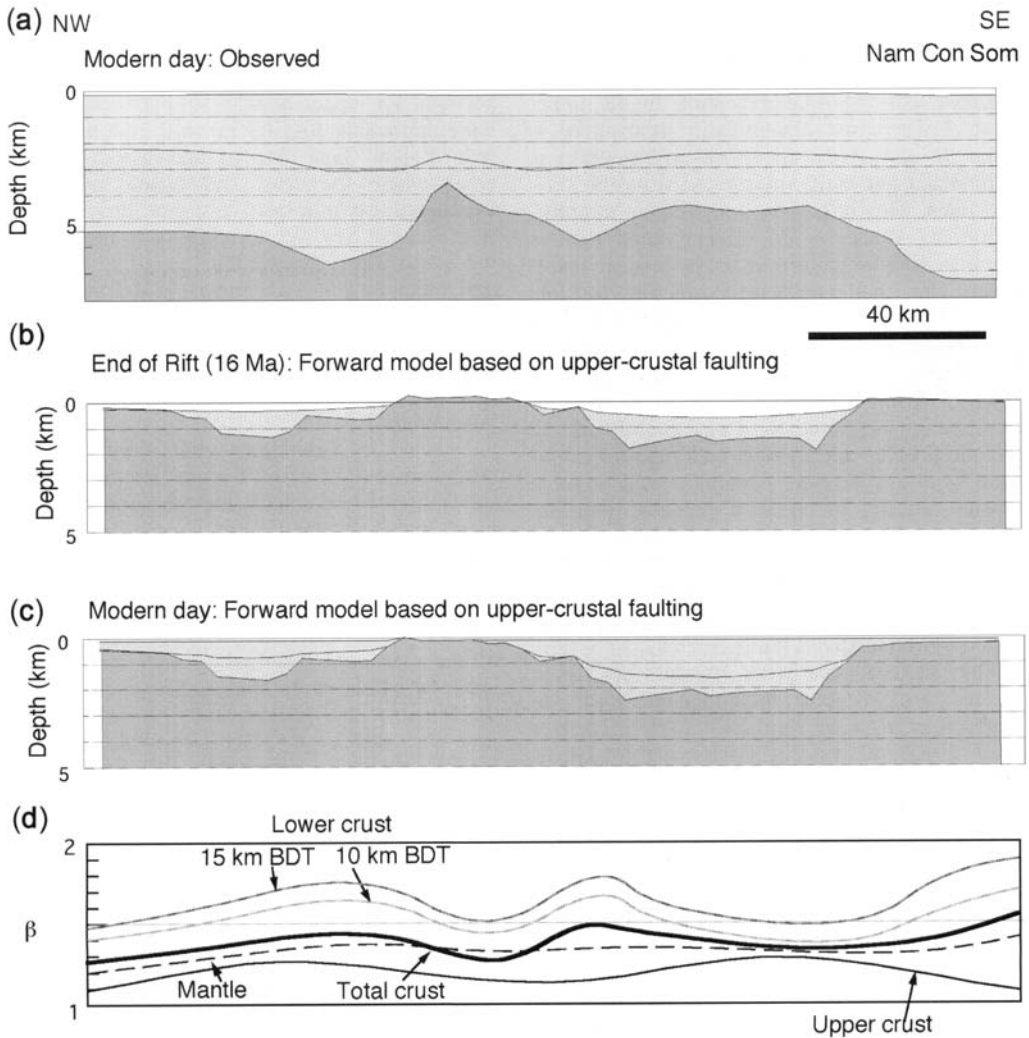 (a) NW
SE
Modern day: Observed
Nam Con Som
0
5
Depth (km)
40 km
(b)
End of Rift (16 Ma): Forward model based on upper-crustal faulting
0
5
Depth (km)
(c)
Modern day: Forward model based on upper-crustal faulting
0
5
Depth (km)
(d)
Lower crust
15 km BDT
10 km BDT
2
β
1
Mantle
Total crust
Upper crust